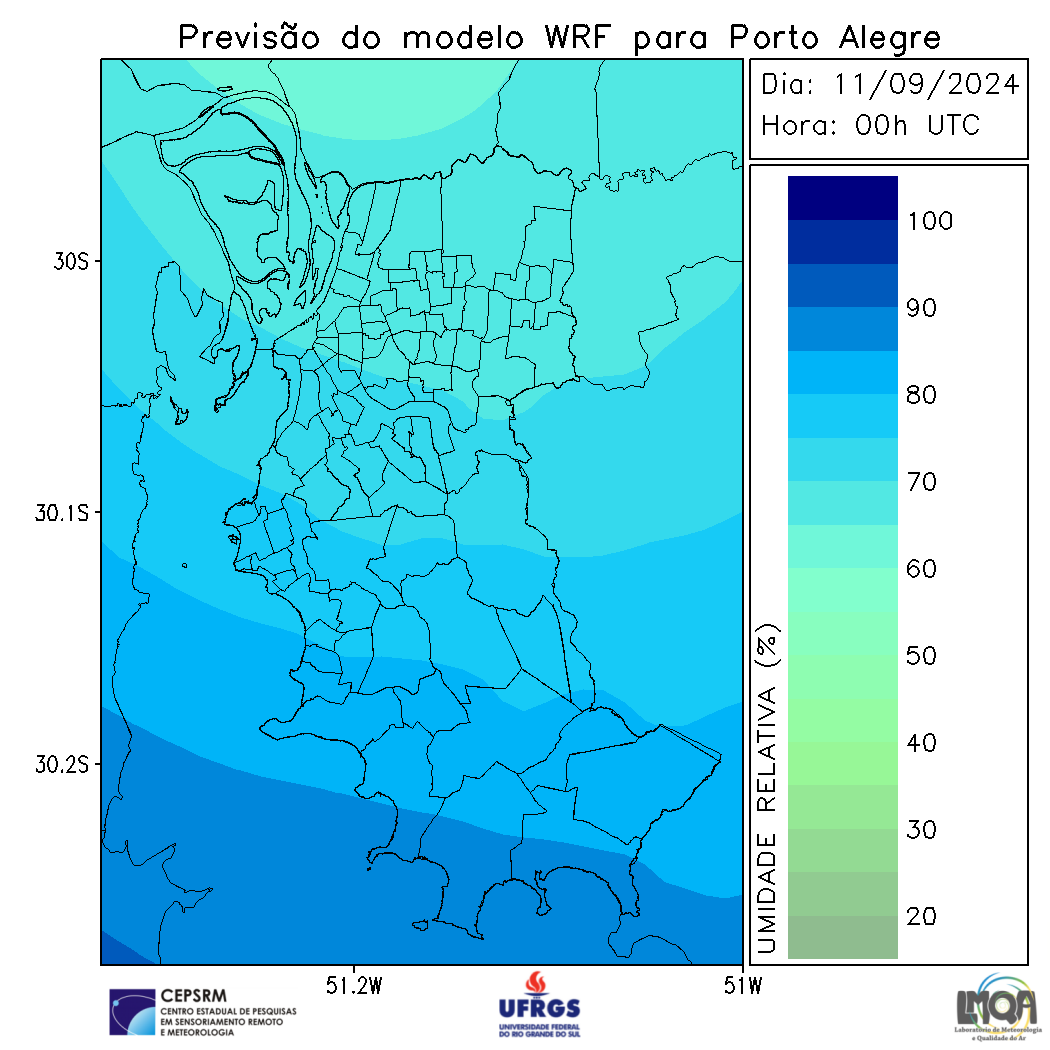 Previsão do modelo WRF para Porto Alegre
Dia: 11/09/2024
Hora: 00h UTC
30S
30.1S
30.2S
51.2W
51W
100
90
80
70
60
50
40
30
20
UMIDADE RELATIVA (%)
CEPSRM
CENTRO ESTADUAL DE PESQUISAS
EM SENSORIAMENTO REMOTO
E METEOROLOGIA
UFRGS
UNIVERSIDADE FEDERAL
DO RIO GRANDE DO SUL
LMQA
Laboratório de Meteorologia
e Qualidade do Ar